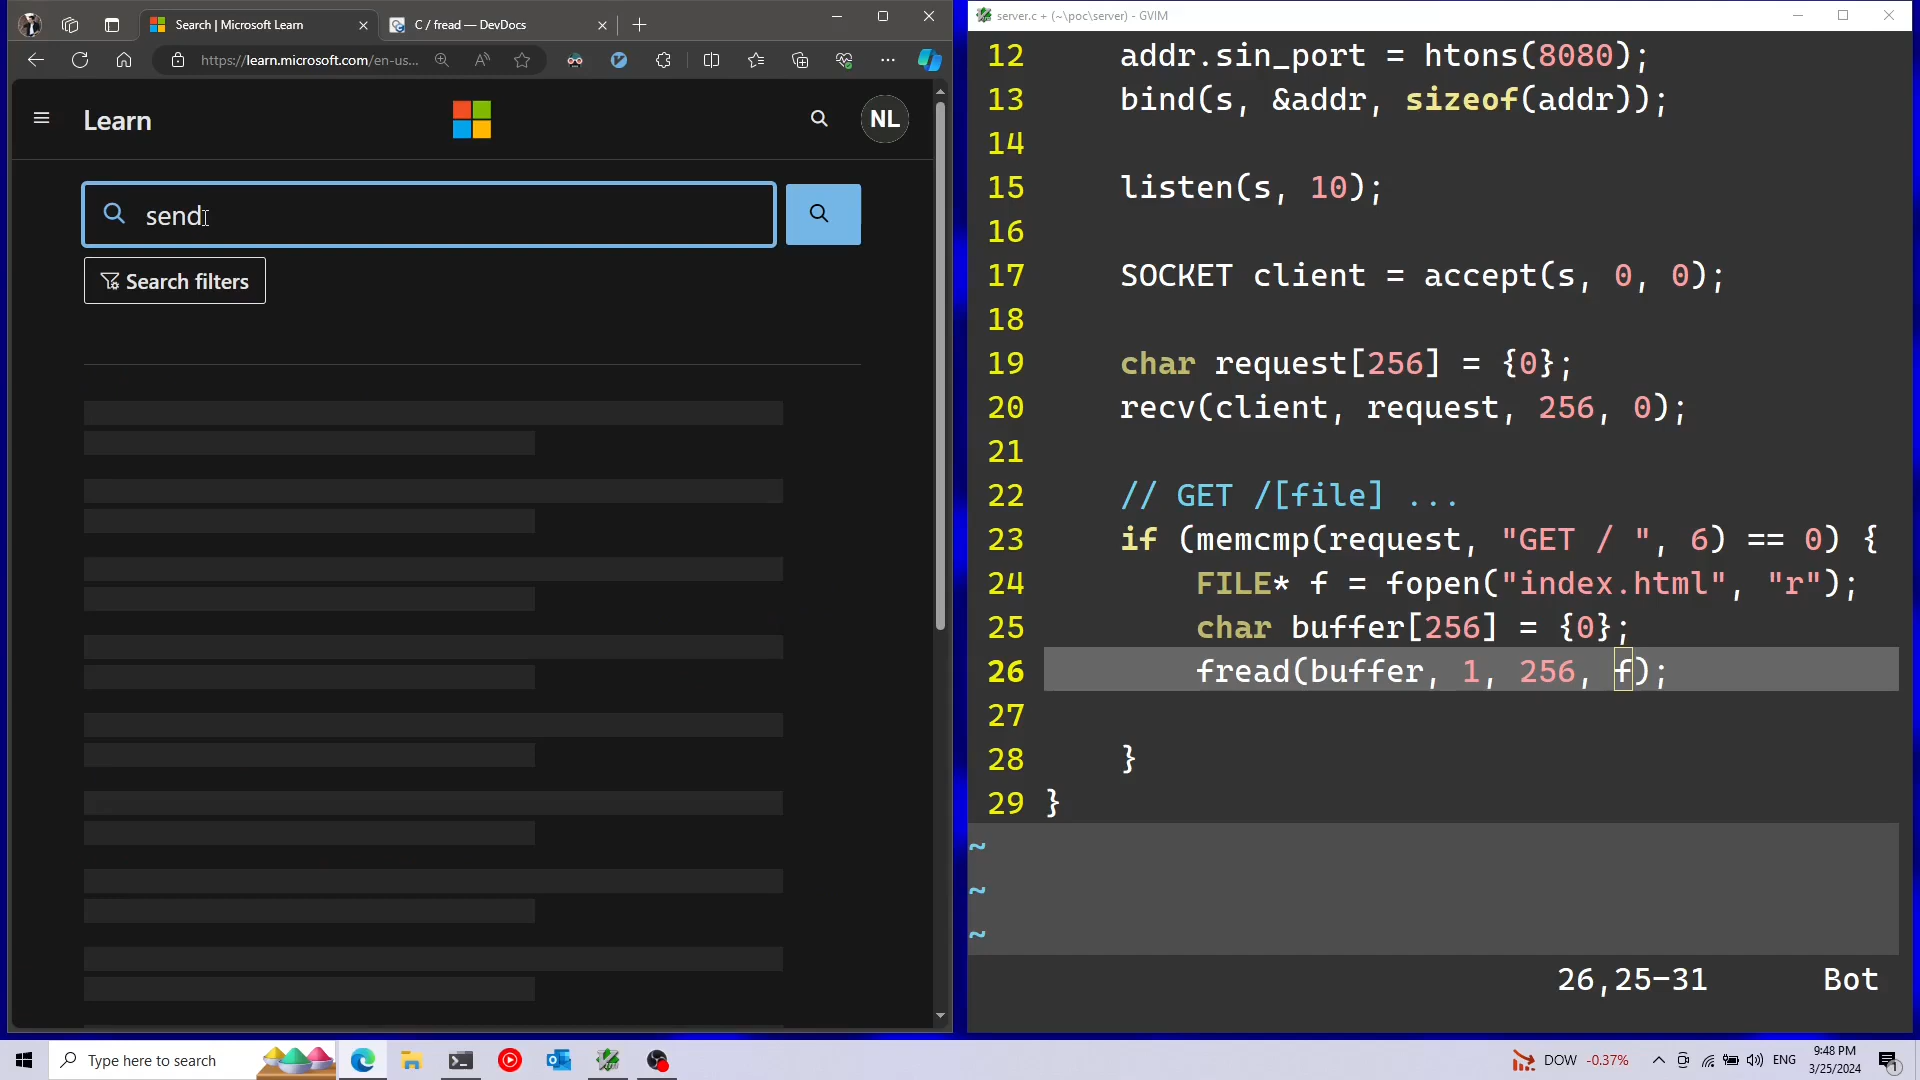 Search | Microsoft Learn
C / fread — DevDocs
https://learn.microsoft.com/en-us...
Learn
NL
send
Search filters
server.c + (~\poc\server) - GVIM
12 addr.sin_port = htons(8080);
13 bind(s, &addr, sizeof(addr));
14
15 listen(s, 10);
16
17 SOCKET client = accept(s, 0, 0);
18
19 char request[256] = {0};
20 recv(client, request, 256, 0);
21
22 // GET /[file] ...
23 if (memcmp(request, "GET / ", 6) == 0) {
24 FILE* f = fopen("index.html", "r");
25 char buffer[256] = {0};
26 fread(buffer, 1, 256, f);
27
28 }
29 }
~
~
~
26,25-31 Bot
Type here to search
DOW -0.37%
ENG
9:48 PM
3/25/2024
1